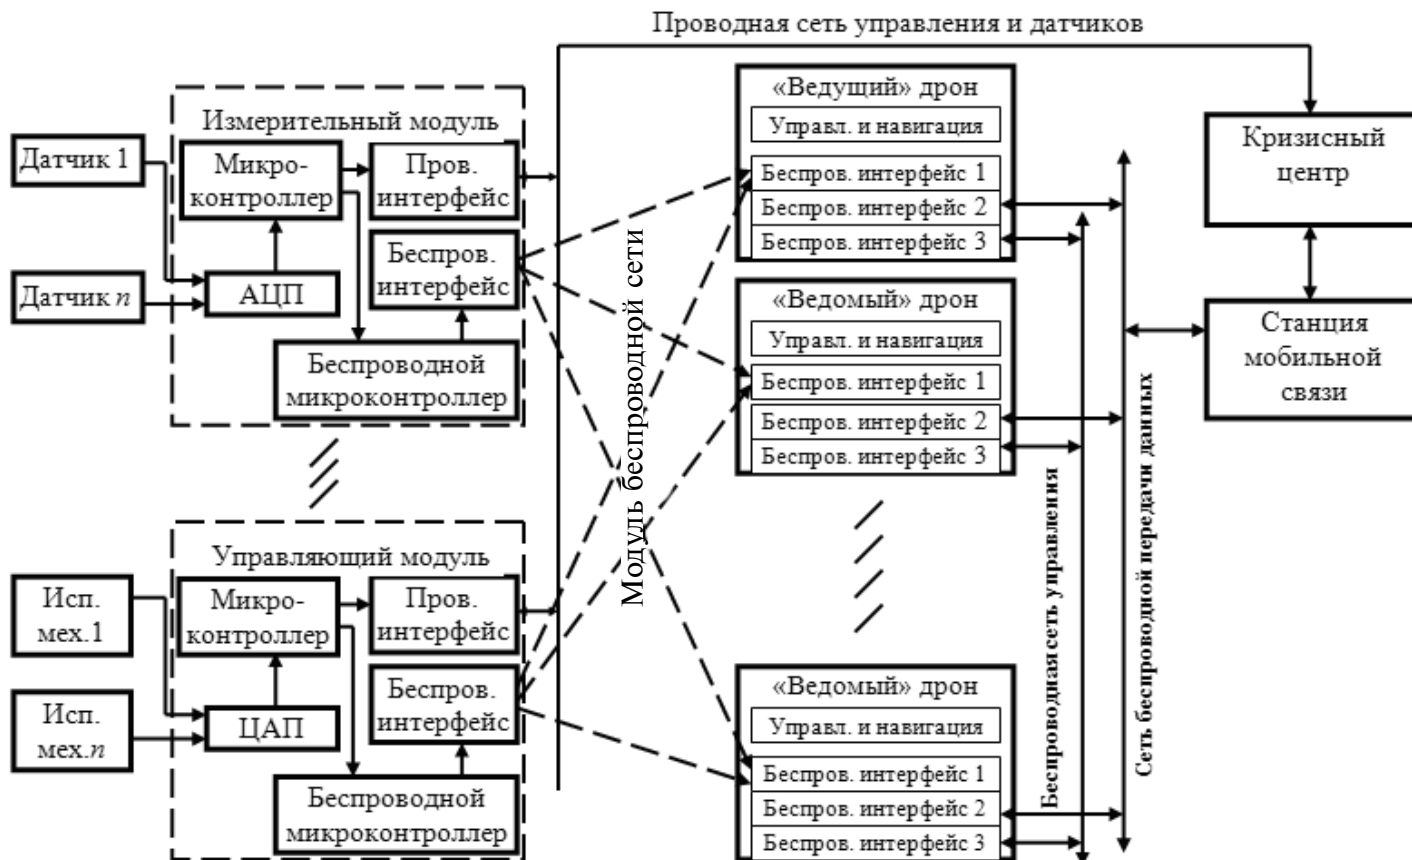 Проводная сеть управления и датчиков
Измерительный модуль
Датчик 1
Датчик n
Микро-
контроллер
Пров.
интерфейс
АЦП
Беспров.
интерфейс
Беспроводной
микроконтроллер
Управляющий модуль
Исп.
мех.1
Исп.
мех.n
Микро-
контроллер
Пров.
интерфейс
ЦАП
Беспров.
интерфейс
Беспроводной
микроконтроллер
Модуль беспроводной сети
«Ведущий» дрон
Управл. и навигация
Беспров. интерфейс 1
Беспров. интерфейс 2
Беспров. интерфейс 3
«Ведомый» дрон
Управл. и навигация
Беспров. интерфейс 1
Беспров. интерфейс 2
Беспров. интерфейс 3
«Ведомый» дрон
Управл. и навигация
Беспров. интерфейс 1
Беспров. интерфейс 2
Беспров. интерфейс 3
Беспроводная сеть управления
Сеть беспроводной передачи данных
Кризисный
центр
Станция
мобильной
связи